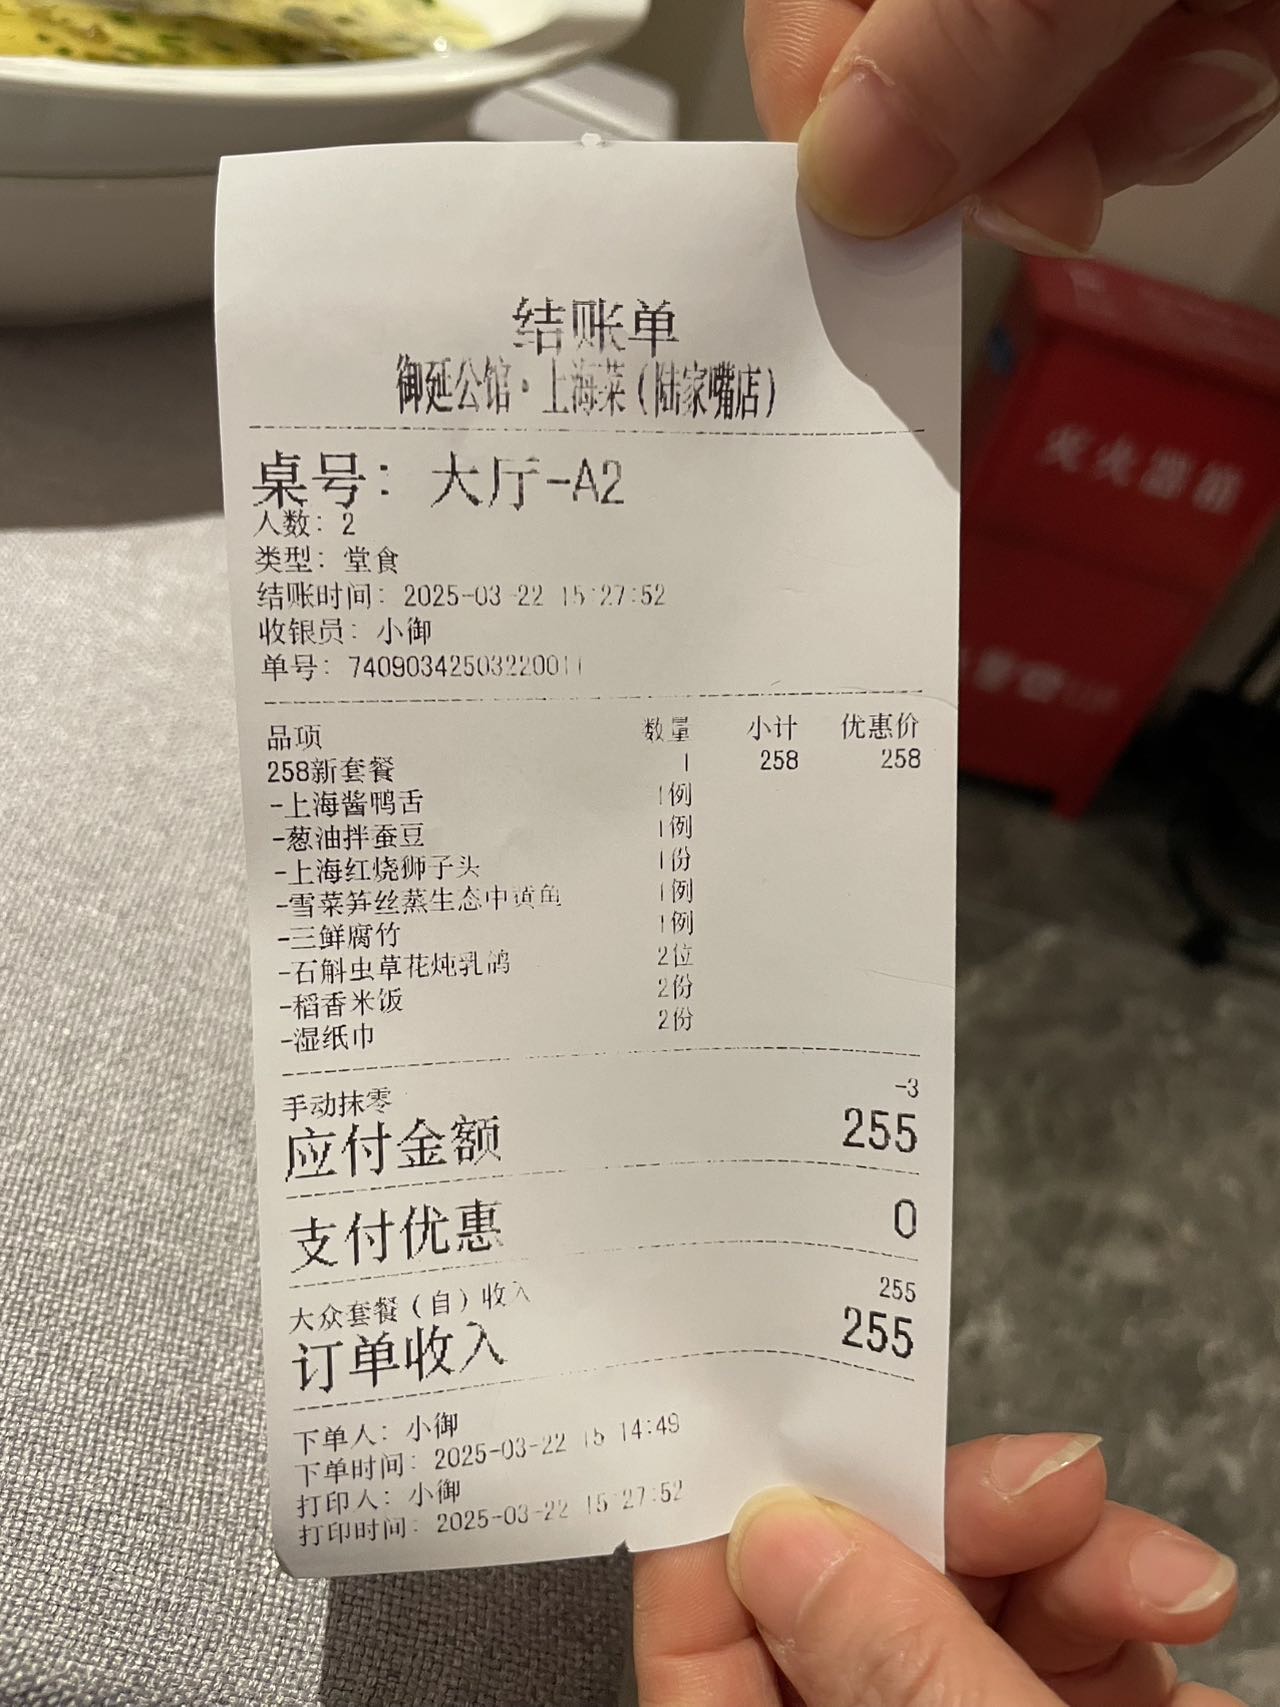 结账单
御延公馆·上海菜(陆家嘴店)
桌号: 大厅-A2
人数: 2
类型: 堂食
结账时间: 2025-03-22 15:27:52
收银员: 小御
单号: 74090342503220011
品项 数量 小计 优惠价
258新套餐 1 258 258
-上海酱鸭舌 1例
-葱油拌蚕豆 1例
-上海红烧狮子头 1份
-雪菜笋丝蒸生态中黄鱼 1例
-三鲜腐竹 1例
-石斛虫草花炖乳鸽 2位
-稻香米饭 2份
-湿纸巾 2份
手动抹零 -3
应付金额 255
支付优惠 0
大众套餐(自)收入 255
订单收入 255
下单人: 小御
下单时间: 2025-03-22 15:14:49
打印人: 小御
打印时间: 2025-03-22 15:27:52
灭火器箱